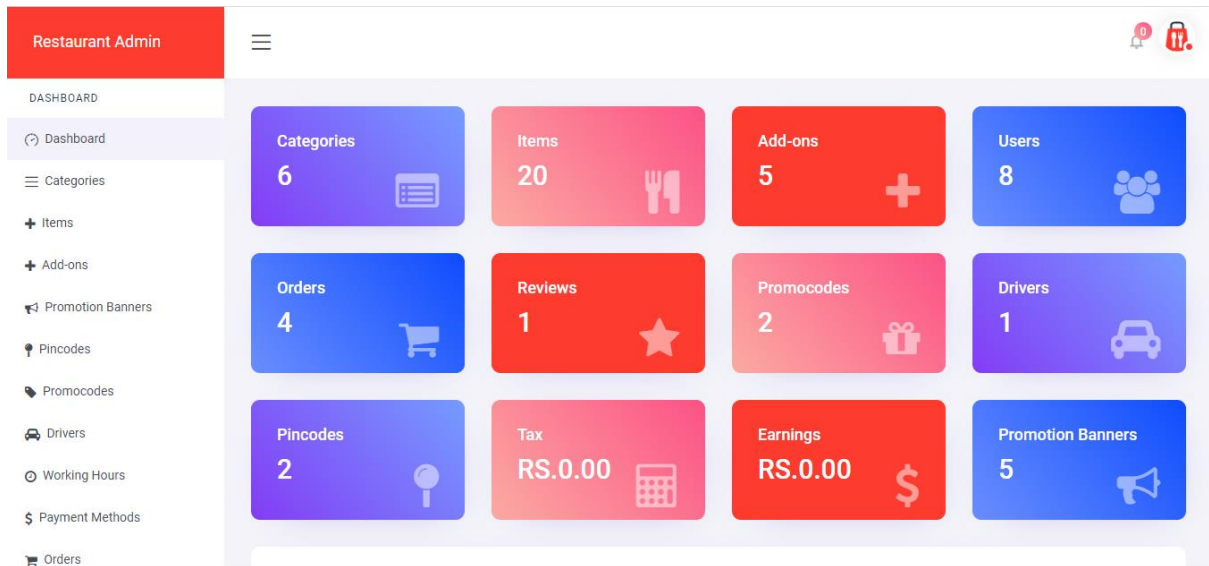 Restaurant Admin
0
DASHBOARD
Dashboard
Categories
Items
Add-ons
Promotion Banners
Pincodes
Promocodes
Drivers
Working Hours
Payment Methods
Orders
Categories
6
Items
20
Add-ons
5
Users
8
Orders
4
Reviews
1
Promocodes
2
Drivers
1
Pincodes
2
Tax
RS.0.00
Earnings
RS.0.00
Promotion Banners
5